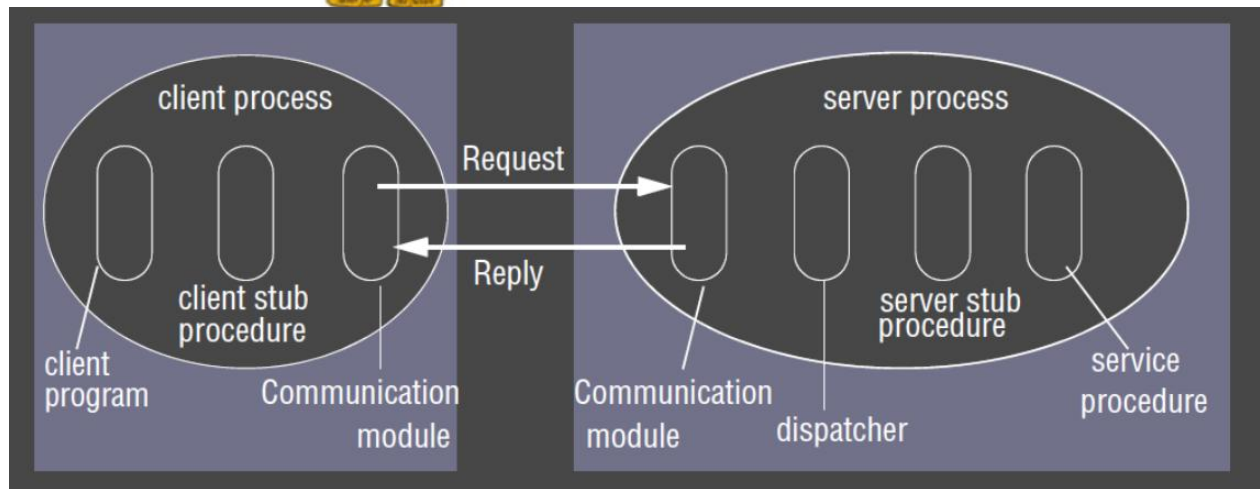 client process
server process
Request
Reply
client stub
procedure
server stub
procedure
client
program
Communication
module
Communication
module
dispatcher
service
procedure